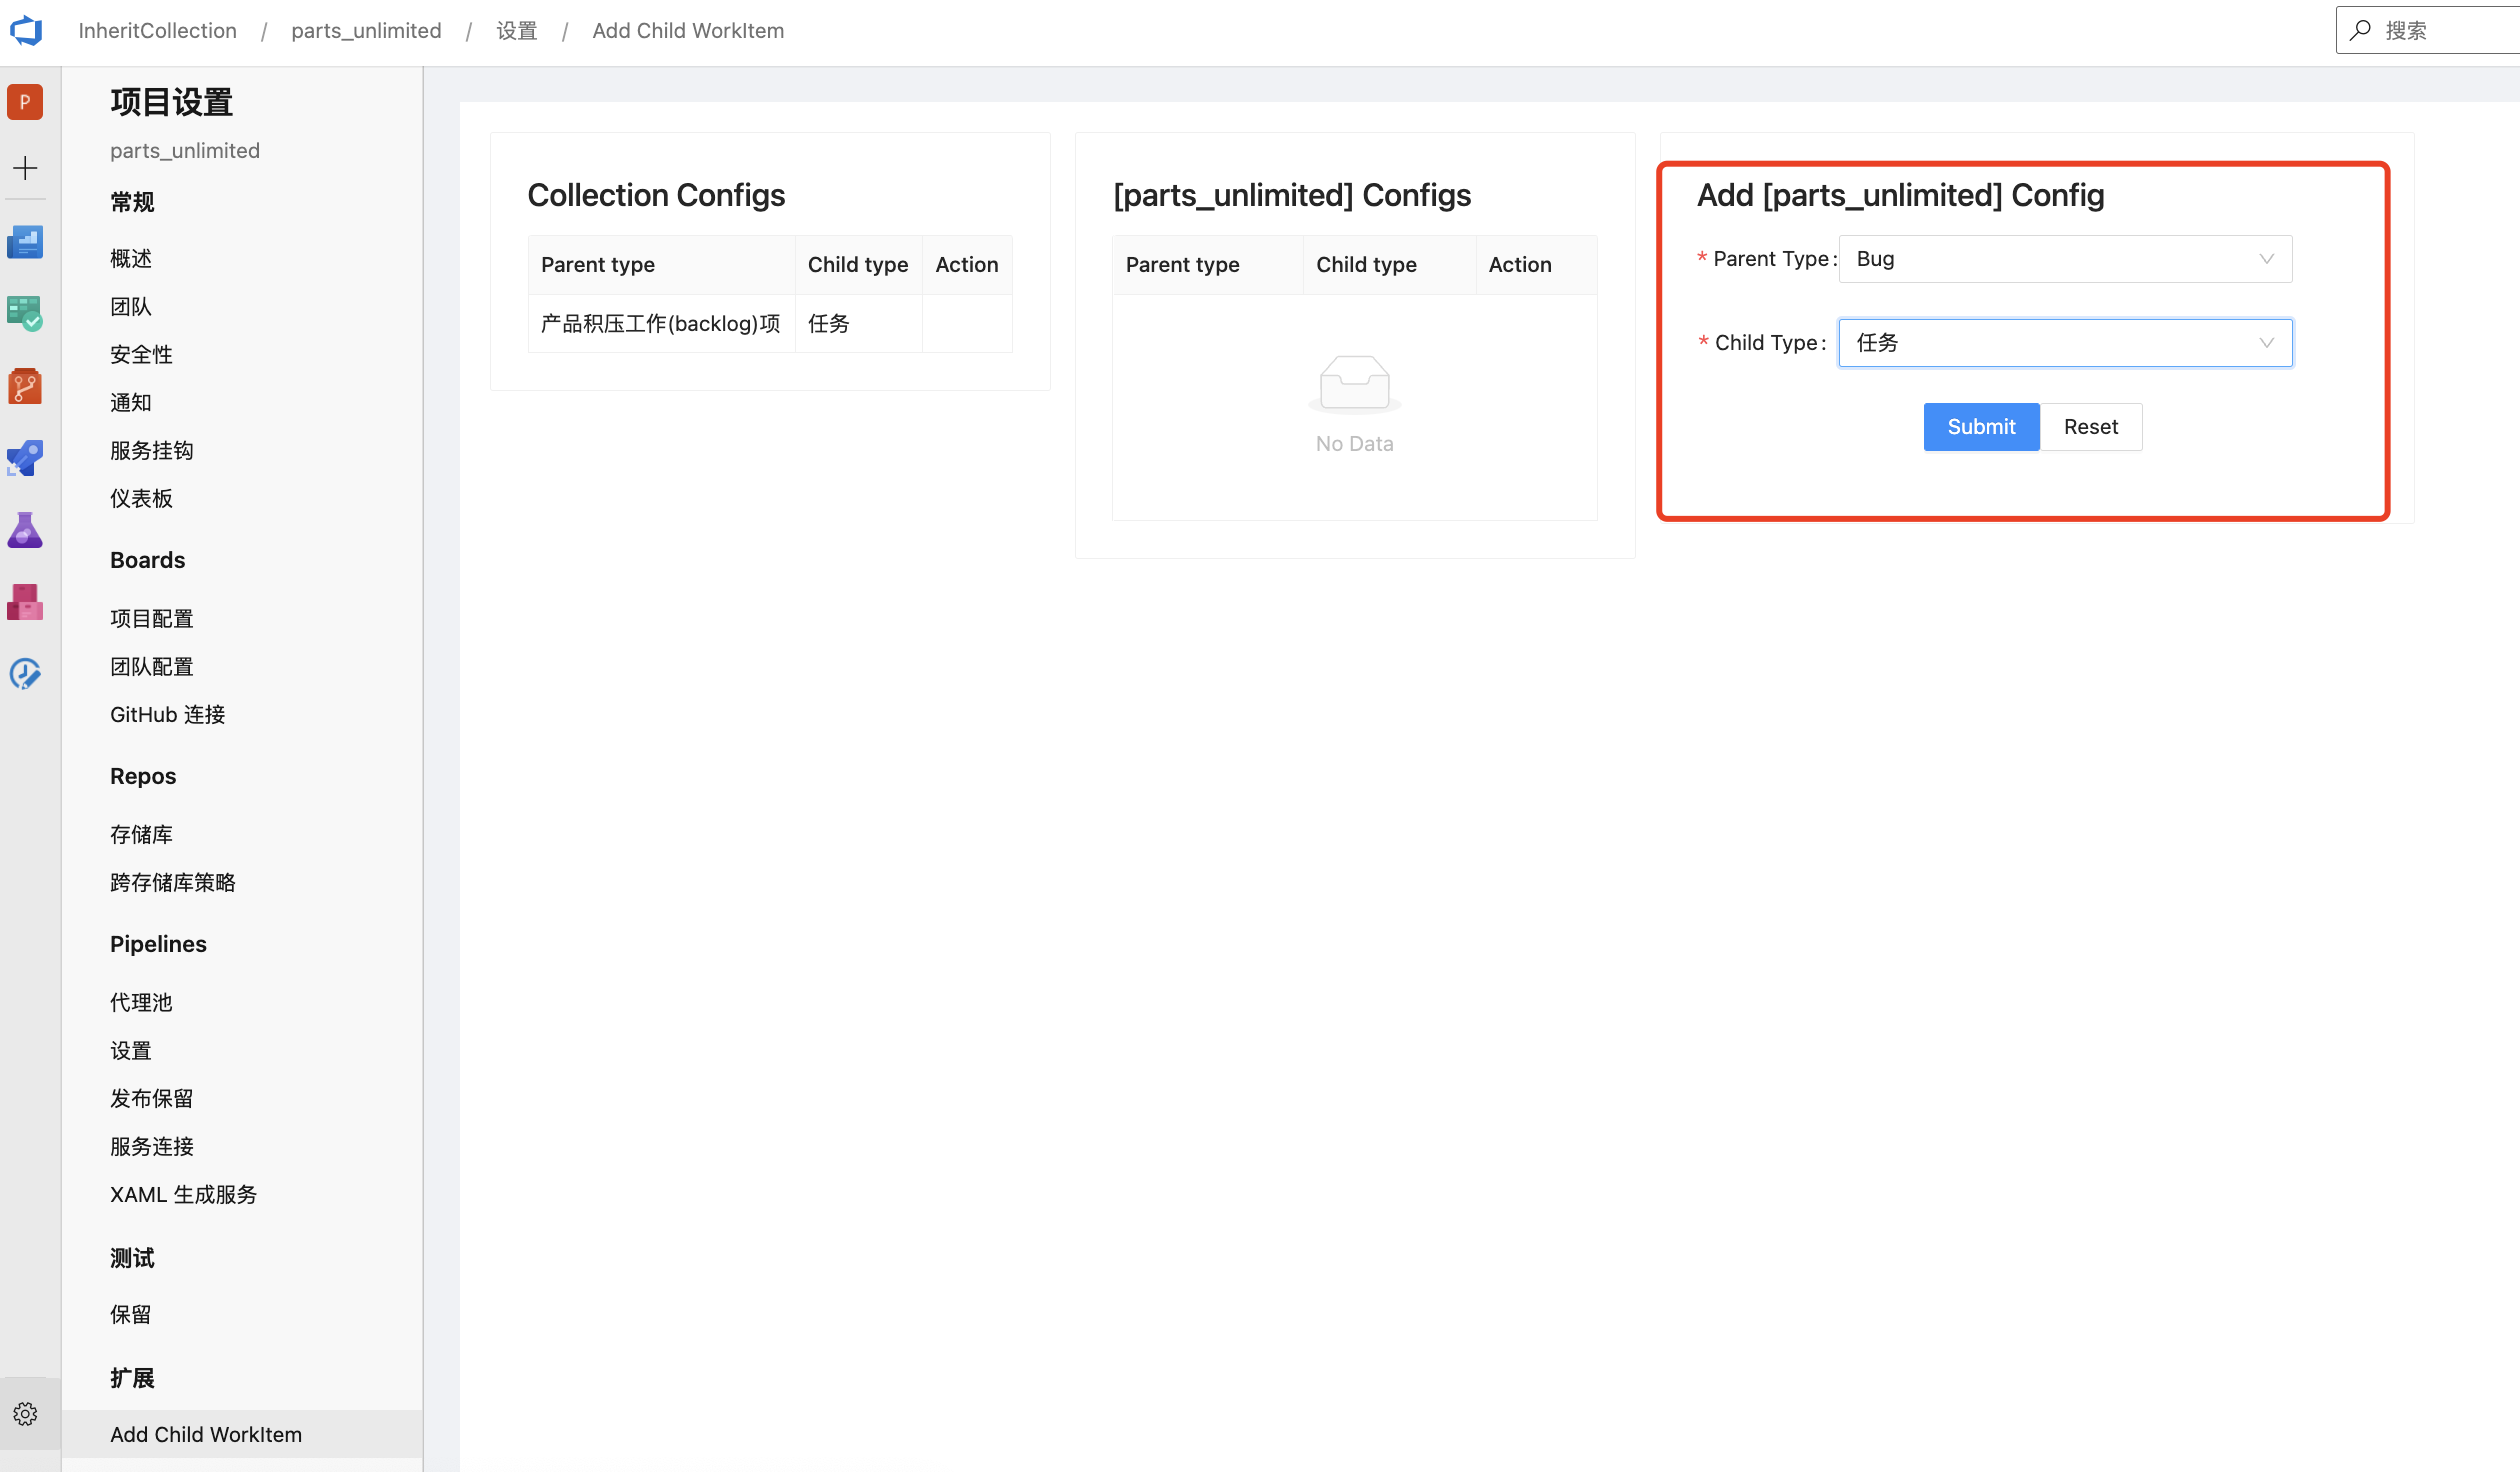 InheritCollection / parts_unlimited / 设置 / Add Child WorkItem
搜索
P
项目设置
parts_unlimited
常规
概述
团队
安全性
通知
服务挂钩
仪表板
Boards
项目配置
团队配置
GitHub 连接
Repos
存储库
跨存储库策略
Pipelines
代理池
设置
发布保留
服务连接
XAML 生成服务
测试
保留
扩展
Add Child WorkItem
Collection Configs
Parent type Child type Action
产品积压工作(backlog)项 任务
[parts_unlimited] Configs
Parent type Child type Action
No Data
Add [parts_unlimited] Config
* Parent Type: Bug
* Child Type: 任务
Submit Reset